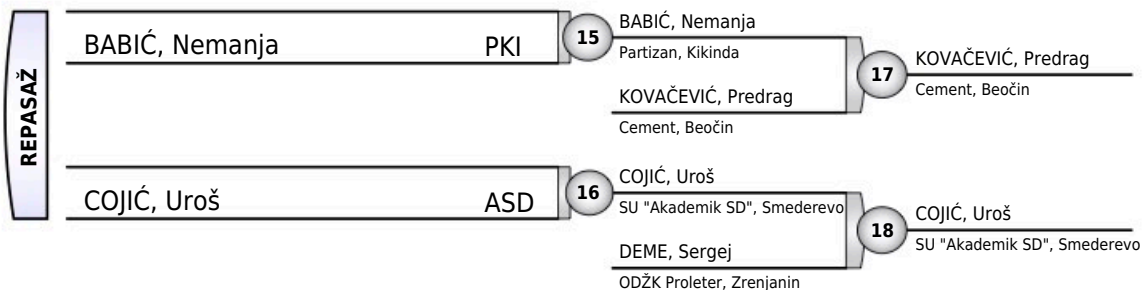 REPASAŽ
BABIĆ, Nemanja PKI
15
BABIĆ, Nemanja
Partizan, Kikinda
KOVAČEVIĆ, Predrag
Cement, Beočin
17
KOVAČEVIĆ, Predrag
Cement, Beočin
COJIĆ, Uroš ASD
16
COJIĆ, Uroš
SU "Akademik SD", Smederevo
DEME, Sergej
ODŽK Proleter, Zrenjanin
18
COJIĆ, Uroš
SU "Akademik SD", Smederevo